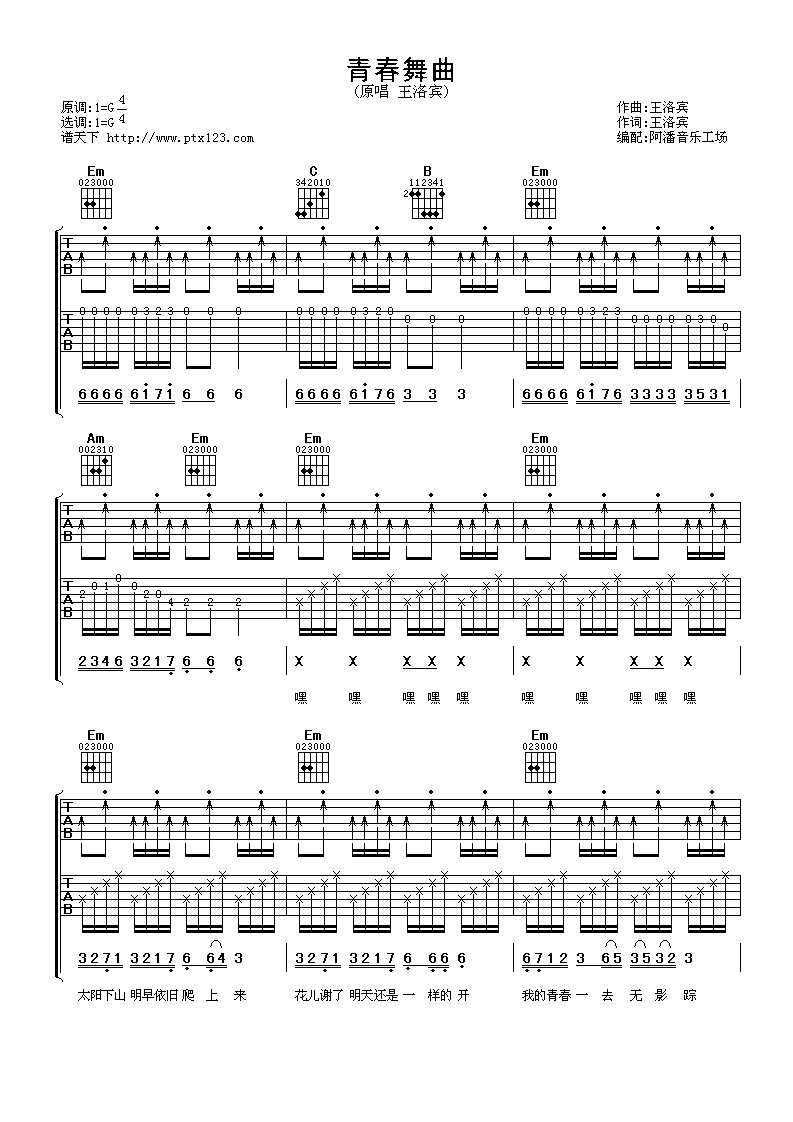 青春舞曲
(原唱 王洛宾)
原调:1=G 4/4
选调:1=G
谱天下 http://www.ptx123.com
作曲:王洛宾
作词:王洛宾
编配:阿潘音乐工场
Em C B Em
023000 342010 112341 023000
2
T A B
T A B
0 0 0 0 0 3 2 3 0 0 0 0 0 0 0 0 3 2 0 0 0 0 0 0 0 0 0 3 2 3 0 0 0 0 0 3 0 0
6666 6171 6 6 6 6666 6176 3 3 3 6666 6176 3333 3531
Am Em Em Em
002310 023000 023000 023000
T A B
T A B
2 0 1 0 0 2 0 4 2 2 2
2346 3217 6 6 6 X X X X X X X X X X
嘿 嘿 嘿 嘿 嘿 嘿 嘿 嘿 嘿 嘿
Em Em Em
023000 023000 023000
T A B
T A B
3271 3217 6 64 3 3271 3217 6 66 6 6712 3 65 3532 3
太阳下山 明早依旧 爬 上 来 花儿谢了 明天还是 一 样的 开 我的青春 一 去 无 影 踪